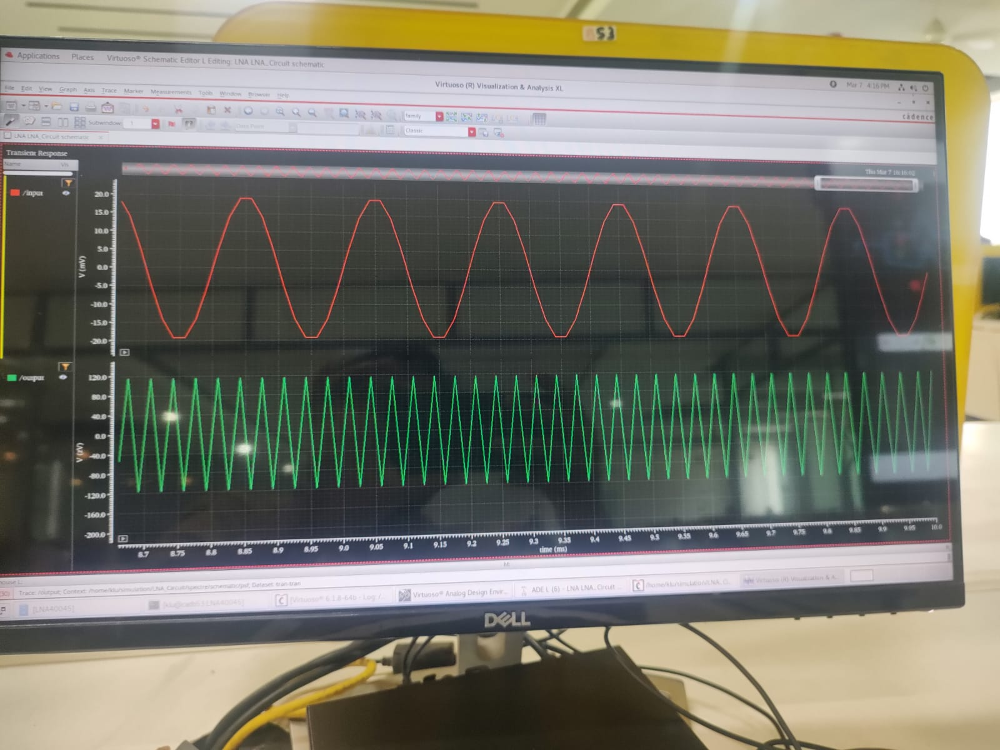 53
Applications Places Virtuoso® Schematic Editor L Editing: LNA LNA_Circuit schematic
Mar 7 4:16 PM
Virtuoso (R) Visualization & Analysis XL
File Edit View Graph Axis Trace Marker Measurements Tools Window Browser Help
cādence
family
Subwindow: 1
Data Point
Classic
LNA LNA_Circuit schematic
Transient Response
Name Vis
Thu Mar 7 16:16:02
/input
V (mV)
20.0
15.0
10.0
5.0
0.0
-5.0
-10.0
-15.0
-20.0
/output
V (zV)
120.0
80.0
40.0
0.0
-40.0
-80.0
-120.0
-160.0
-200.0
8.7 8.75 8.8 8.85 8.9 8.95 9.0 9.05 9.1 9.15 9.2 9.25 9.3 9.35 9.4 9.45 9.5 9.55 9.6 9.65 9.7 9.75 9.8 9.85 9.9 9.95 10.0
time (ms)
M:
mouse L:
Trace: /output; Context: /home/klu/simulation/LNA_Circuit/spectre/schematic/psf; Dataset: tran-tran
[LNA40045] [klu@cadb53:LNA40045] [Virtuoso® 6.1.8-64b - Log: /... Virtuoso® Analog Design Envir... ADE L (6) - LNA LNA_Circuit ... /home/klu/simulation/LNA_Ci... Virtuoso (R) Visualization & A...
DELL